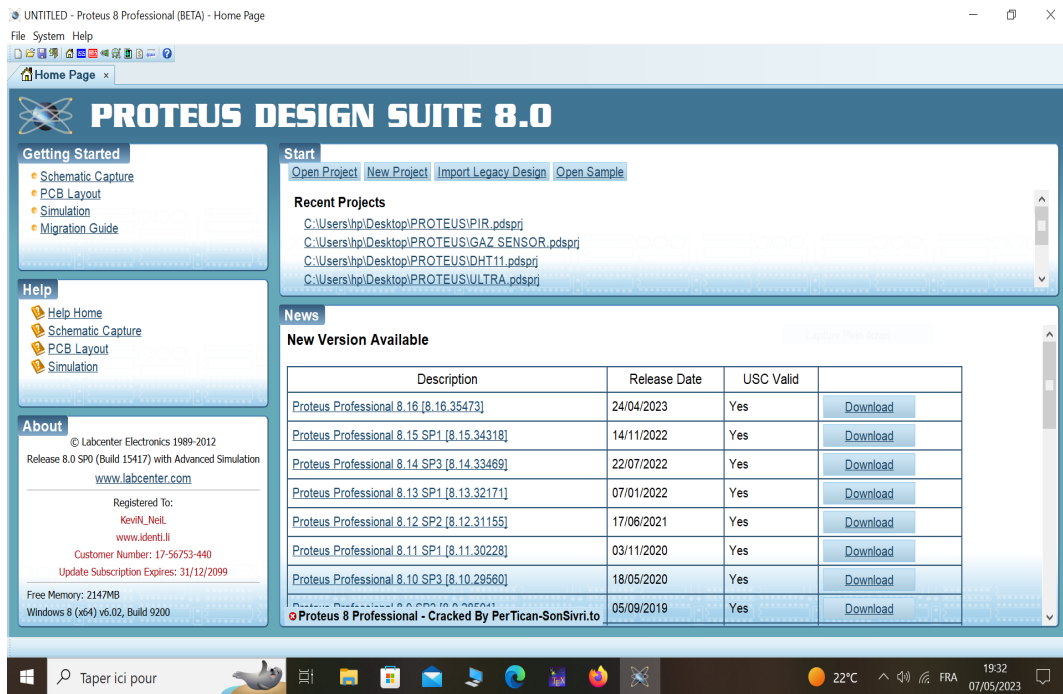 UNTITLED - Proteus 8 Professional (BETA) - Home Page
File System Help
Home Page ×
PROTEUS DESIGN SUITE 8.0
Getting Started
Schematic Capture
PCB Layout
Simulation
Migration Guide
Help
Help Home
Schematic Capture
PCB Layout
Simulation
About
© Labcenter Electronics 1989-2012
Release 8.0 SP0 (Build 15417) with Advanced Simulation
www.labcenter.com
Registered To:
KeviN_NeiL
www.identi.li
Customer Number: 17-56753-440
Update Subscription Expires: 31/12/2099
Free Memory: 2147MB
Windows 8 (x64) v6.02, Build 9200
Start
Open Project New Project Import Legacy Design Open Sample
Recent Projects
C:\Users\hp\Desktop\PROTEUS\PIR.pdsprj
C:\Users\hp\Desktop\PROTEUS\GAZ SENSOR.pdsprj
C:\Users\hp\Desktop\PROTEUS\DHT11.pdsprj
C:\Users\hp\Desktop\PROTEUS\ULTRA.pdsprj
News
New Version Available
Description Release Date USC Valid
Proteus Professional 8.16 [8.16.35473] 24/04/2023 Yes Download
Proteus Professional 8.15 SP1 [8.15.34318] 14/11/2022 Yes Download
Proteus Professional 8.14 SP3 [8.14.33469] 22/07/2022 Yes Download
Proteus Professional 8.13 SP1 [8.13.32171] 07/01/2022 Yes Download
Proteus Professional 8.12 SP2 [8.12.31155] 17/06/2021 Yes Download
Proteus Professional 8.11 SP1 [8.11.30228] 03/11/2020 Yes Download
Proteus Professional 8.10 SP3 [8.10.29560] 18/05/2020 Yes Download
05/09/2019 Yes Download
Proteus 8 Professional - Cracked By PerTican-SonSivri.to
Taper ici pour
22°C
FRA
19:32
07/05/2023